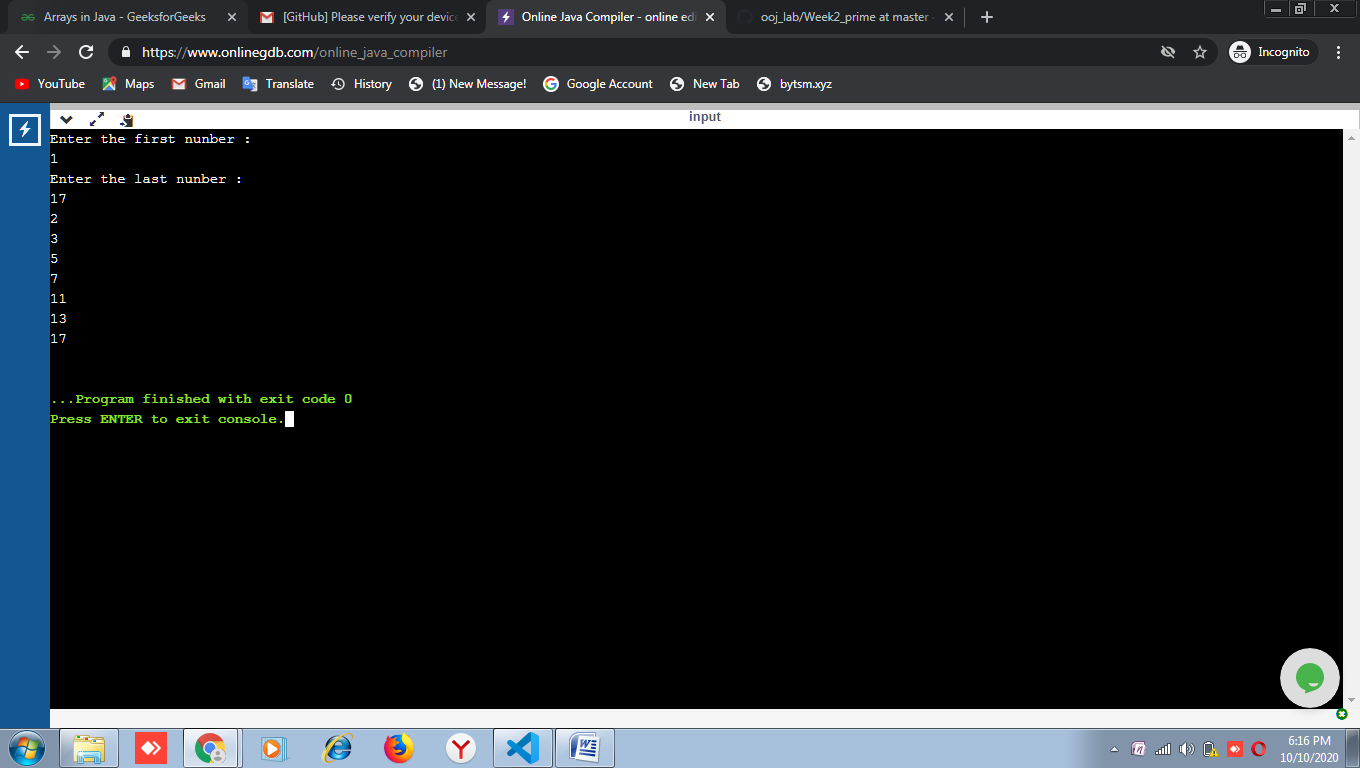 Arrays in Java - GeeksforGeeks
[GitHub] Please verify your device
Online Java Compiler - online edi
ooj_lab/Week2_prime at master
https://www.onlinegdb.com/online_java_compiler
Incognito
YouTube Maps Gmail Translate History (1) New Message! Google Account New Tab bytsm.xyz
input
Enter the first nunber :
1
Enter the last nunber :
17
2
3
5
7
11
13
17
...Program finished with exit code 0
Press ENTER to exit console.
6:16 PM
10/10/2020